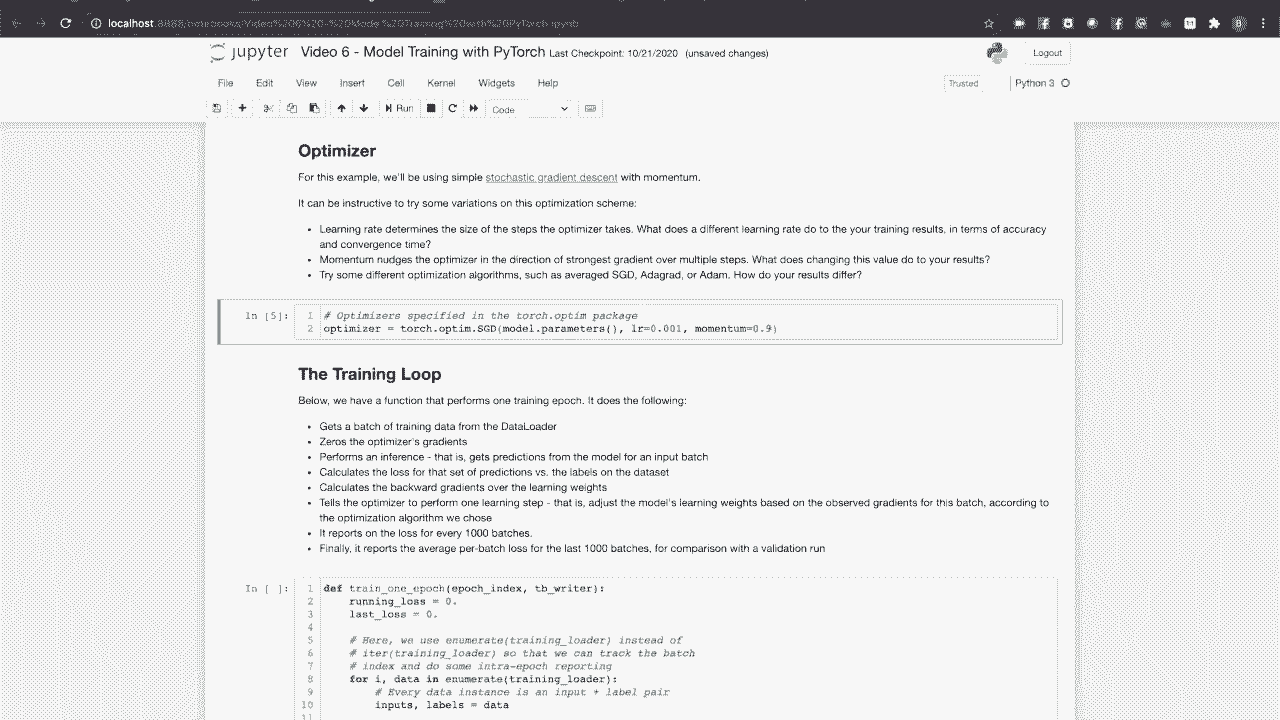 localhost:8888
jupyter Video 6 - Model Training with PyTorch Last Checkpoint: 10/21/2020 (unsaved changes)
Logout
File Edit View Insert Cell Kernel Widgets Help
Trusted Python 3
Run Code
Optimizer
For this example, we'll be using simple stochastic gradient descent with momentum.
It can be instructive to try some variations on this optimization scheme:
• Learning rate determines the size of the steps the optimizer takes. What does a different learning rate do to the your training results, in terms of accuracy
and convergence time?
• Momentum nudges the optimizer in the direction of strongest gradient over multiple steps. What does changing this value do to your results?
• Try some different optimization algorithms, such as averaged SGD, Adagrad, or Adam. How do your results differ?
In [5]:
1 # Optimizers specified in the torch.optim package
2 optimizer = torch.optim.SGD(model.parameters(), lr=0.001, momentum=0.9)
The Training Loop
Below, we have a function that performs one training epoch. It does the following:
• Gets a batch of training data from the DataLoader
• Zeros the optimizer's gradients
• Performs an inference - that is, gets predictions from the model for an input batch
• Calculates the loss for that set of predictions vs. the labels on the dataset
• Calculates the backward gradients over the learning weights
• Tells the optimizer to perform one learning step - that is, adjust the model's learning weights based on the observed gradients for this batch, according to
the optimization algorithm we chose
• It reports on the loss for every 1000 batches.
• Finally, it reports the average per-batch loss for the last 1000 batches, for comparison with a validation run
In [ ]:
1 def train_one_epoch(epoch_index, tb_writer):
2 running_loss = 0.
3 last_loss = 0.
4
5 # Here, we use enumerate(training_loader) instead of
6 # iter(training_loader) so that we can track the batch
7 # index and do some intra-epoch reporting
8 for i, data in enumerate(training_loader):
9 # Every data instance is an input + label pair
10 inputs, labels = data